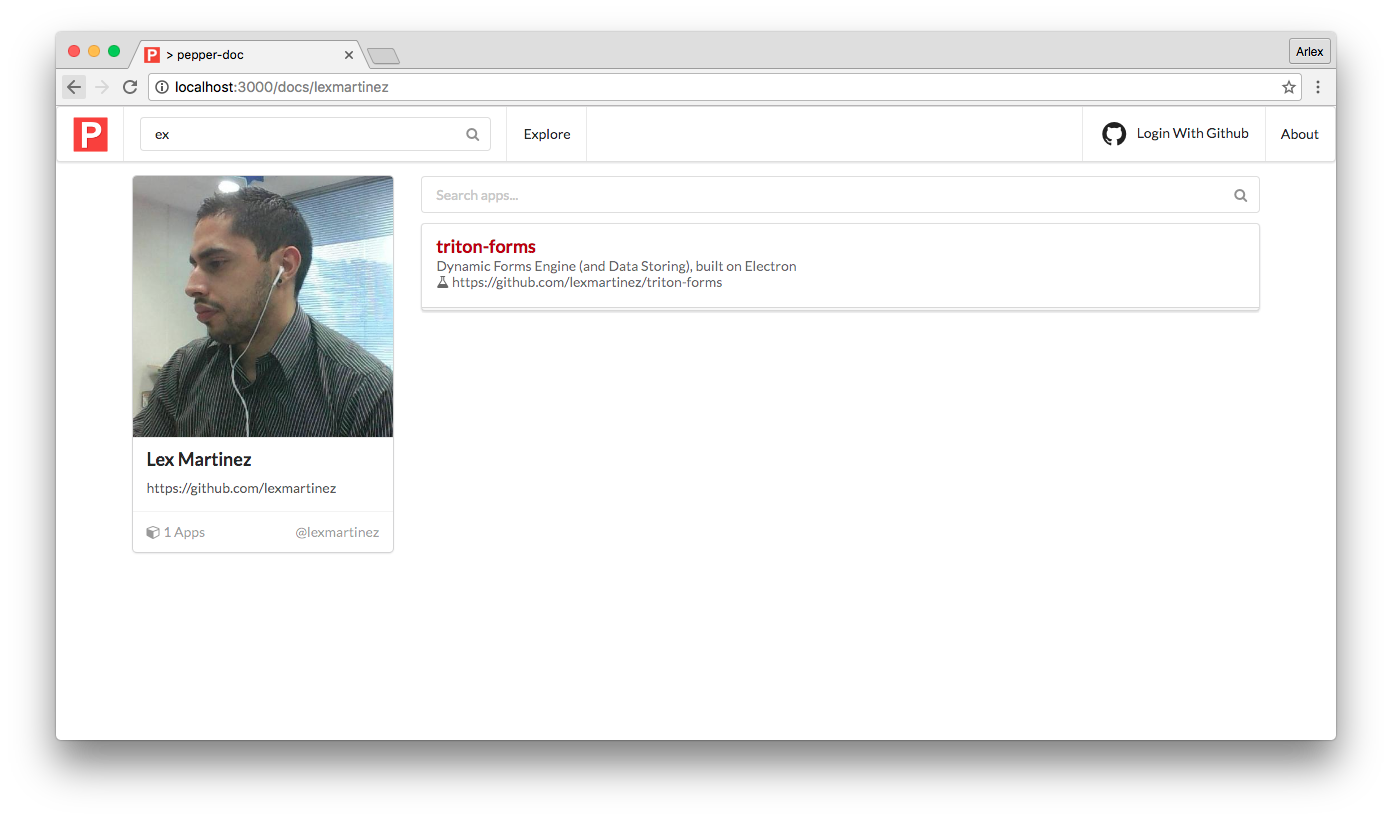 P > pepper-doc
Arlex
localhost:3000/docs/lexmartinez
P
ex
Explore
Login With Github
About
Search apps...
triton-forms
Dynamic Forms Engine (and Data Storing), built on Electron
https://github.com/lexmartinez/triton-forms
Lex Martinez
https://github.com/lexmartinez
1 Apps
@lexmartinez